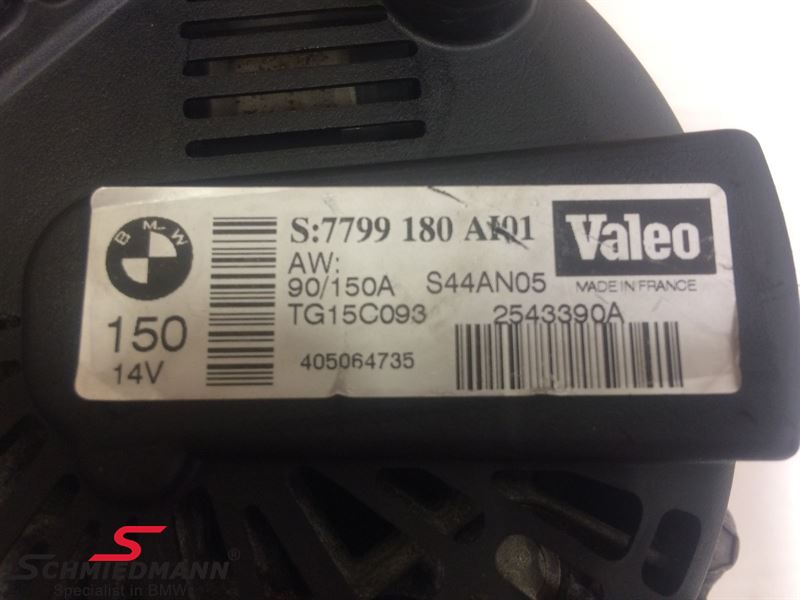 BMW
S:7799 180 AI01
Valeo
AW:
90/150A S44AN05
MADE IN FRANCE
TG15C093 2543390A
150
14V
405064735
SCHMIEDMANN
Specialist in BMW